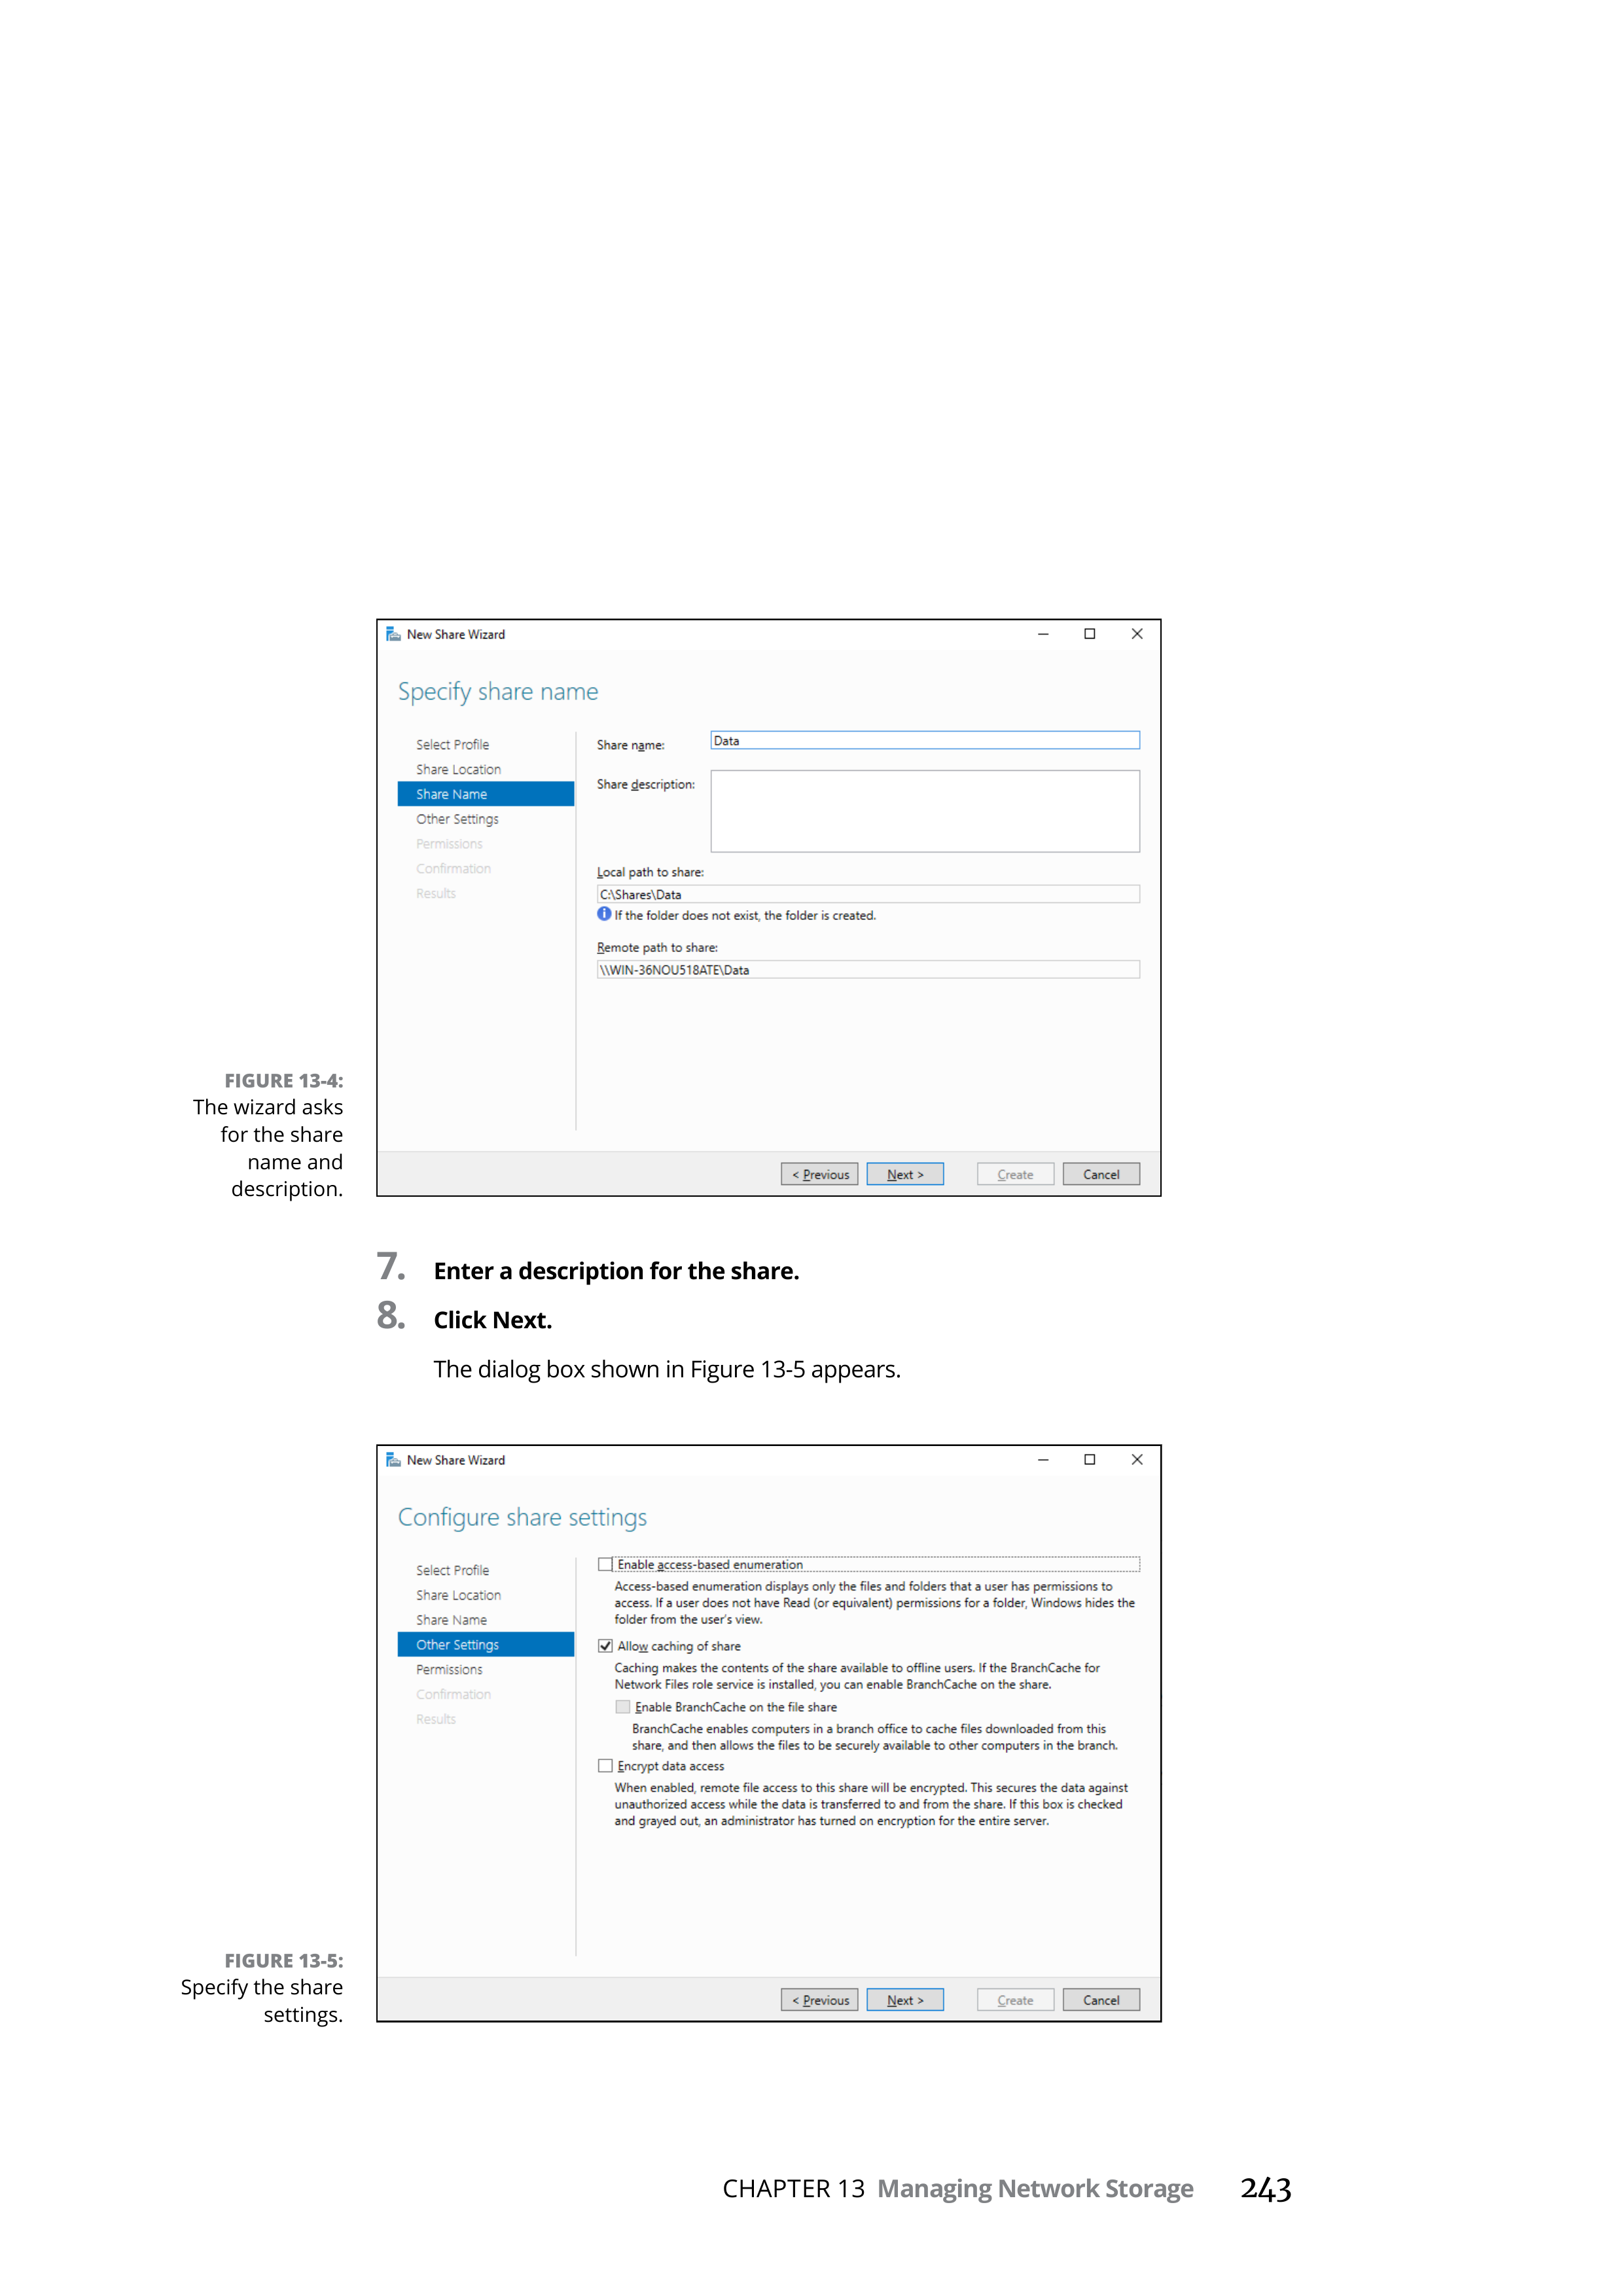 New Share Wizard
Specify share name
Select Profile
Share Location
Share Name
Other Settings
Permissions
Confirmation
Results
Share name:
Data
Share description:
Local path to share:
C:\Shares\Data
If the folder does not exist, the folder is created.
Remote path to share:
\\WIN-36NOU518ATE\Data
< Previous
Next >
Create
Cancel
FIGURE 13-4:
The wizard asks
for the share
name and
description.
7. Enter a description for the share.
8. Click Next.
The dialog box shown in Figure 13-5 appears.
New Share Wizard
Configure share settings
Select Profile
Share Location
Share Name
Other Settings
Permissions
Confirmation
Results
Enable access-based enumeration
Access-based enumeration displays only the files and folders that a user has permissions to
access. If a user does not have Read (or equivalent) permissions for a folder, Windows hides the
folder from the user's view.
Allow caching of share
Caching makes the contents of the share available to offline users. If the BranchCache for
Network Files role service is installed, you can enable BranchCache on the share.
Enable BranchCache on the file share
BranchCache enables computers in a branch office to cache files downloaded from this
share, and then allows the files to be securely available to other computers in the branch.
Encrypt data access
When enabled, remote file access to this share will be encrypted. This secures the data against
unauthorized access while the data is transferred to and from the share. If this box is checked
and grayed out, an administrator has turned on encryption for the entire server.
< Previous
Next >
Create
Cancel
FIGURE 13-5:
Specify the share
settings.
CHAPTER 13 Managing Network Storage 243